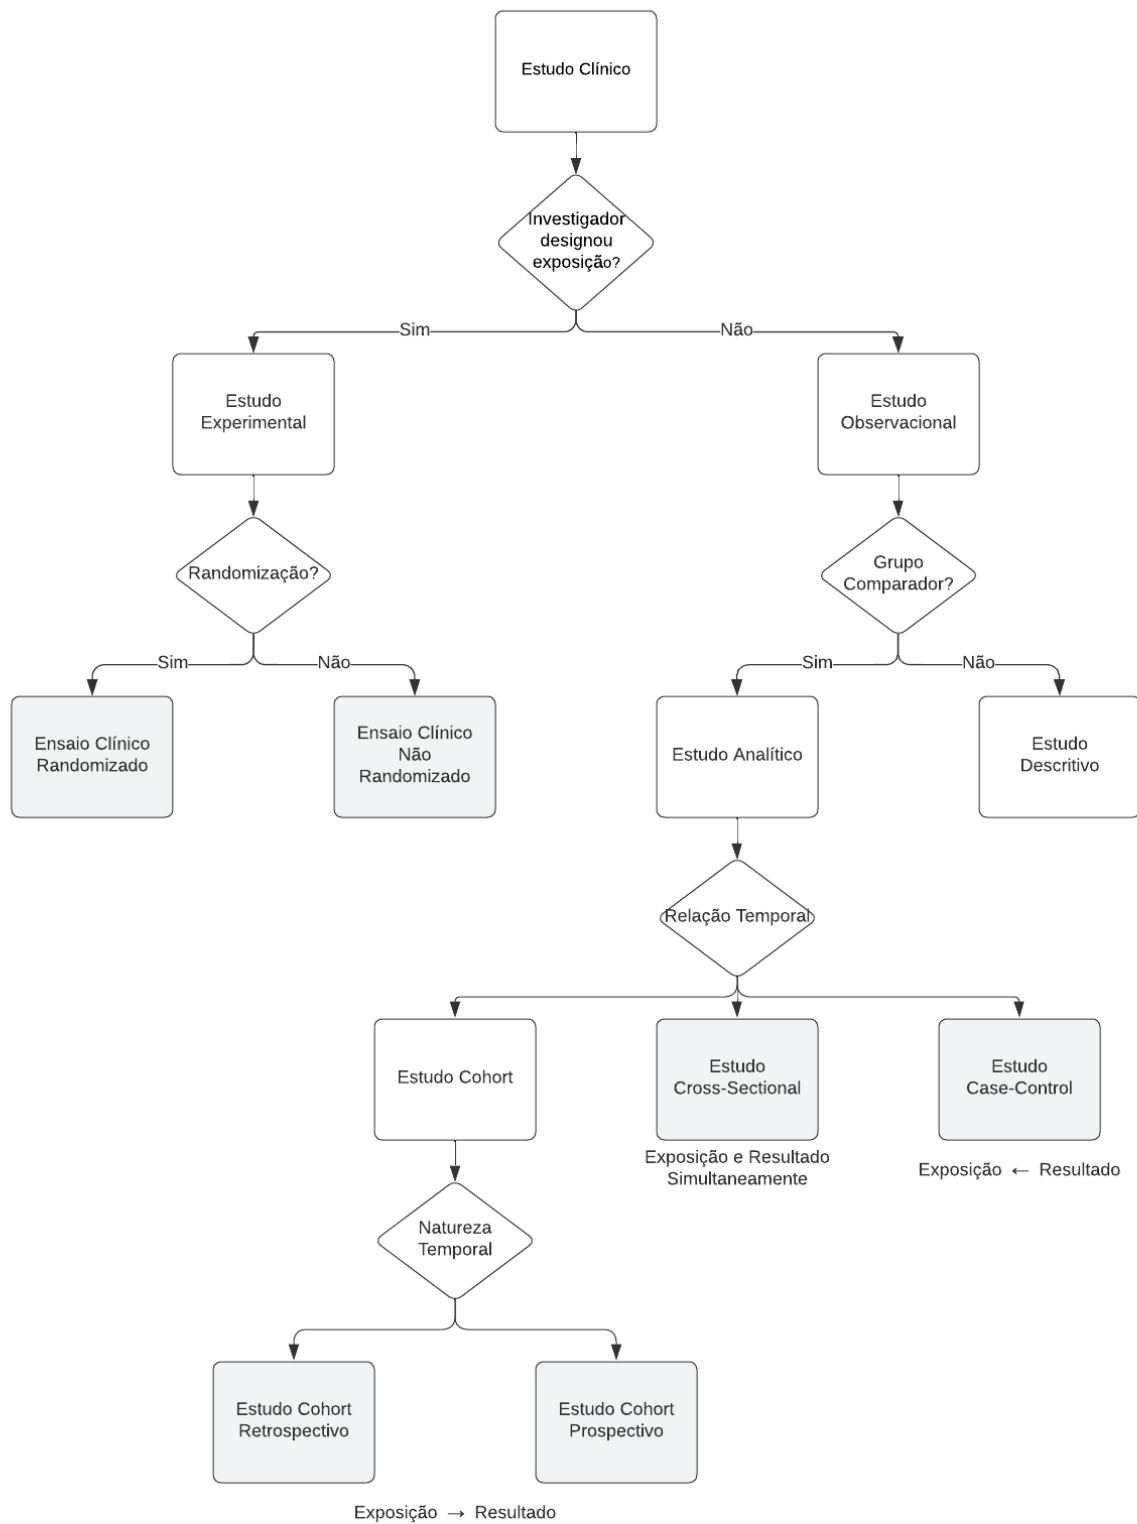 Estudo Clínico
Investigador
designou
exposição?
Sim
Não
Estudo
Experimental
Estudo
Observacional
Randomização?
Grupo
Comparador?
Sim
Não
Sim
Não
Ensaio Clínico
Randomizado
Ensaio Clínico
Não
Randomizado
Estudo Analítico
Estudo
Descritivo
Relação Temporal
Estudo Cohort
Estudo
Cross-Sectional
Estudo
Case-Control
Exposição e Resultado
Simultaneamente
Exposição ← Resultado
Natureza
Temporal
Estudo Cohort
Retrospectivo
Estudo Cohort
Prospectivo
Exposição → Resultado